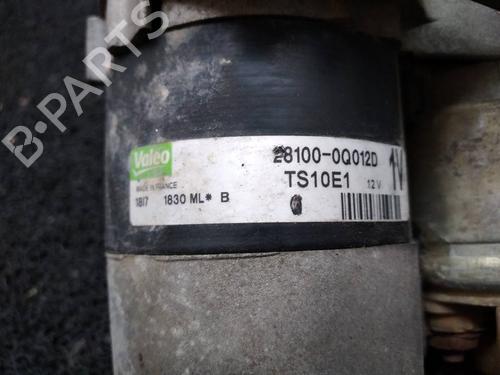 B-PARTS
Valeo
MADE IN FRANCE
28100-0Q012D
TS10E1 12 V
1830 ML* B